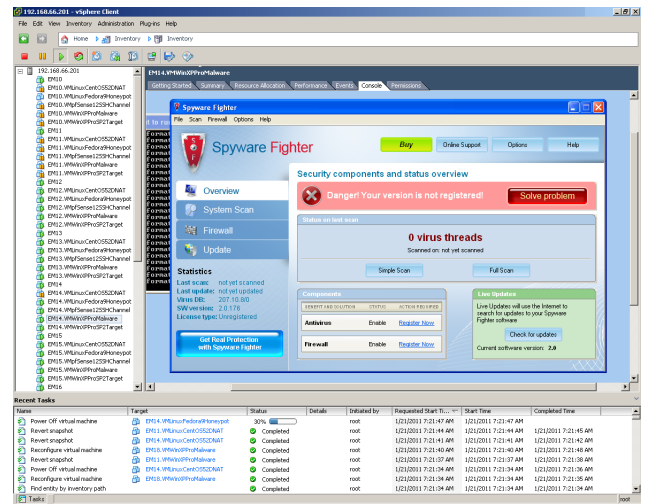 192.168.66.201 - vSphere Client
File Edit View Inventory Administration Plug-ins Help
Home Inventory Inventory
192.168.66.201
EM10
EM10.VMLinuxCentOS52DNAT
EM10.VMLinuxFedora9Honeypot
EM10.VMpfSense12SSHChannel
EM10.VMWinXPProMalware
EM10.VMWinXPProSP2Target
EM11
EM11.VMLinuxCentOS52DNAT
EM11.VMLinuxFedora9Honeypot
EM11.VMpfSense12SSHChannel
EM11.VMWinXPProMalware
EM11.VMWinXPProSP2Target
EM12
EM12.VMLinuxCentOS52DNAT
EM12.VMLinuxFedora9Honeypot
EM12.VMpfSense12SSHChannel
EM12.VMWinXPProMalware
EM12.VMWinXPProSP2Target
EM13
EM13.VMLinuxCentOS52DNAT
EM13.VMLinuxFedora9Honeypot
EM13.VMpfSense12SSHChannel
EM13.VMWinXPProMalware
EM13.VMWinXPProSP2Target
EM14
EM14.VMLinuxCentOS52DNAT
EM14.VMLinuxFedora9Honeypot
EM14.VMpfSense12SSHChannel
EM14.VMWinXPProMalware
EM14.VMWinXPProSP2Target
EM15
EM15.VMLinuxCentOS52DNAT
EM15.VMLinuxFedora9Honeypot
EM15.VMpfSense12SSHChannel
EM15.VMWinXPProMalware
EM15.VMWinXPProSP2Target
EM16
EM14.VMWinXPProMalware
Getting Started Summary Resource Allocation Performance Events Console Permissions
Spyware Fighter
File Scan Firewall Options Help
Spyware Fighter
Buy Online Support Options Help
Overview
System Scan
Firewall
Update
Statistics
Last scan: not yet scanned
Last update: not yet updated
Virus DB: 207.10.8/0
SW version: 2.0.176
License type: Unregistered
Get Real Protection
with Spyware Fighter
Security components and status overview
Danger! Your version is not registered! Solve problem
Status on last scan
0 virus threads
Scanned on: not yet scanned
Simple Scan Full Scan
Components
BENEFIT AND SOLUTION STATUS ACTION REQUIRED
Antivirus Enable Register Now
Firewall Enable Register Now
Live Updates
Live Updates will use the Internet to
search for updates to your Spyware
Fighter software
Check for updates
Current software version: 2.0
Recent Tasks
Name Target Status Details Initiated by Requested Start Ti... Start Time Completed Time
Power Off virtual machine EM14.VMLinuxFedora9Honeypot 30% root 1/21/2011 7:21:47 AM 1/21/2011 7:21:47 AM
Revert snapshot EM11.VMLinuxCentOS52DNAT Completed root 1/21/2011 7:21:44 AM 1/21/2011 7:21:44 AM 1/21/2011 7:21:45 AM
Revert snapshot EM14.VMLinuxCentOS52DNAT Completed root 1/21/2011 7:21:41 AM 1/21/2011 7:21:41 AM 1/21/2011 7:21:42 AM
Reconfigure virtual machine EM18.VMWinXPProMalware Completed root 1/21/2011 7:21:40 AM 1/21/2011 7:21:40 AM 1/21/2011 7:21:48 AM
Revert snapshot EM11.VMWinXPProMalware Completed root 1/21/2011 7:21:37 AM 1/21/2011 7:21:37 AM 1/21/2011 7:21:38 AM
Power Off virtual machine EM14.VMLinuxCentOS52DNAT Completed root 1/21/2011 7:21:34 AM 1/21/2011 7:21:34 AM 1/21/2011 7:21:36 AM
Reconfigure virtual machine EM18.VMWinXPProMalware Completed root 1/21/2011 7:21:34 AM 1/21/2011 7:21:34 AM 1/21/2011 7:21:35 AM
Find entity by inventory path Completed root 1/21/2011 7:21:34 AM 1/21/2011 7:21:34 AM 1/21/2011 7:21:34 AM
Tasks root